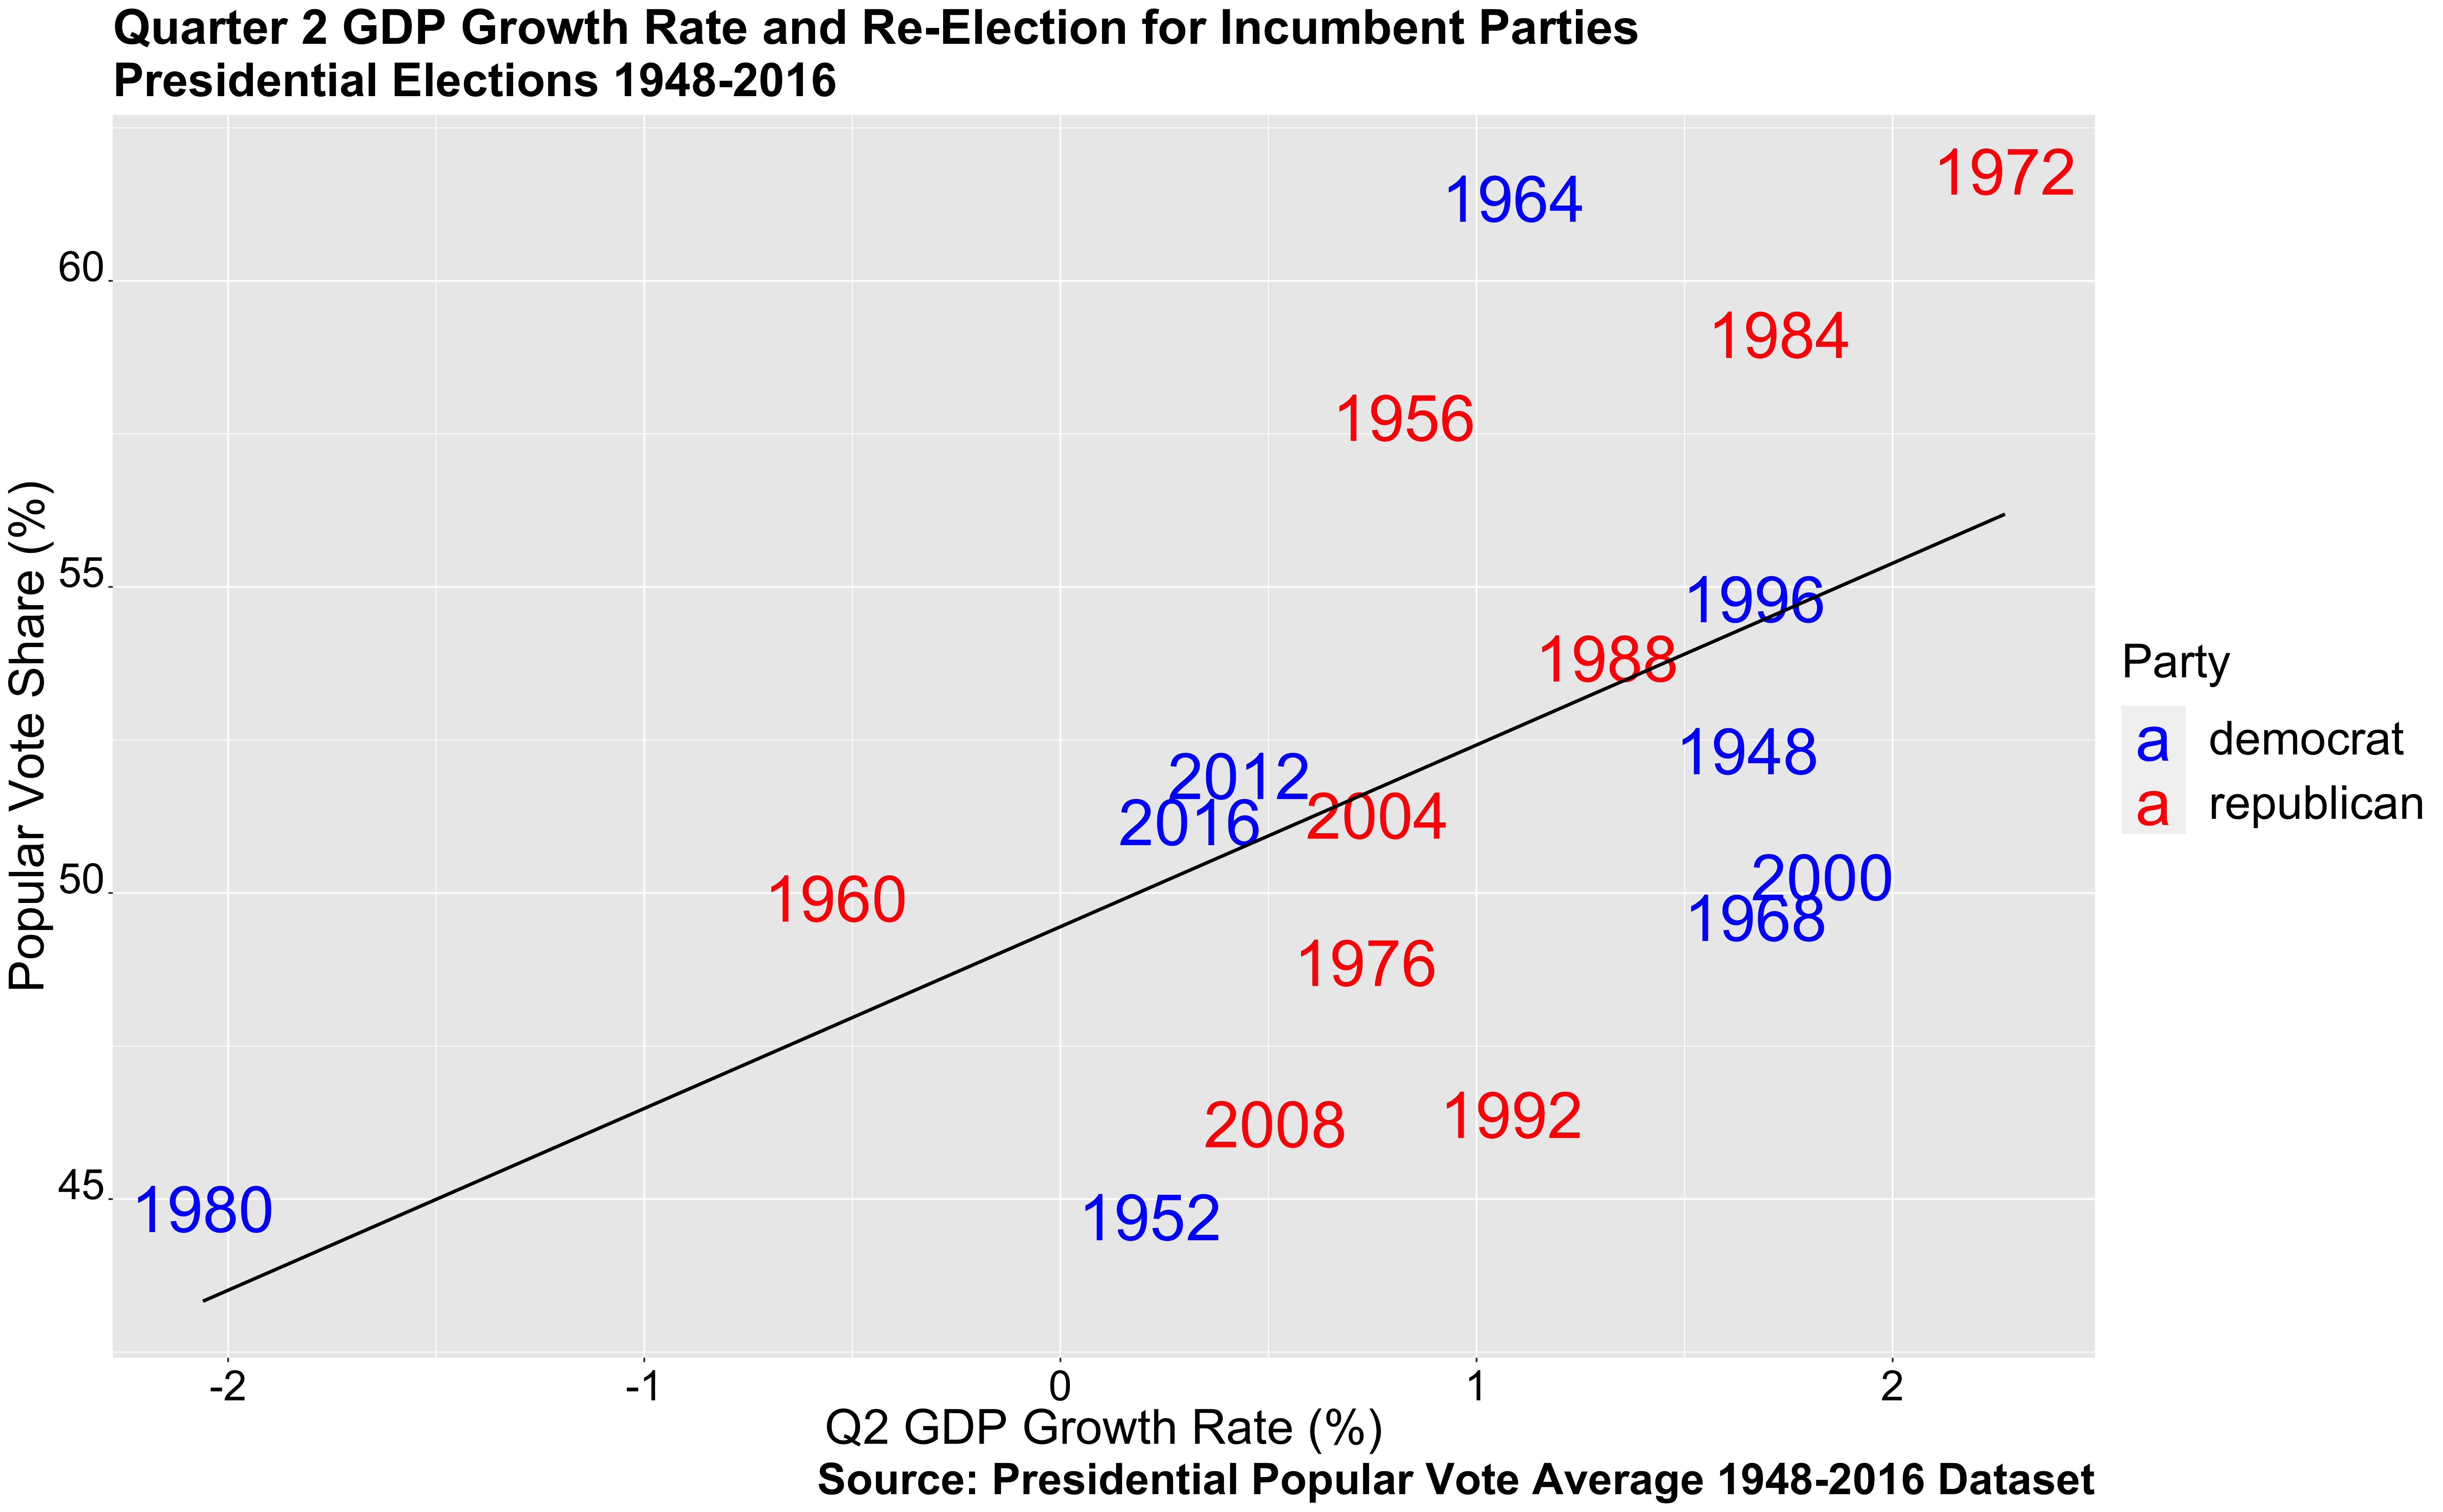 Quarter 2 GDP Growth Rate and Re-Election for Incumbent Parties
Presidential Elections 1948-2016
1972
1964
60
1984
1956
55
1996
1988
1948
2012
2016
2004
50
1960
2000
1968
1976
1992
2008
45
1980
1952
Popular Vote Share (%)
Party
a democrat
a republican
-2 -1 0 1 2
Q2 GDP Growth Rate (%)
Source: Presidential Popular Vote Average 1948-2016 Dataset